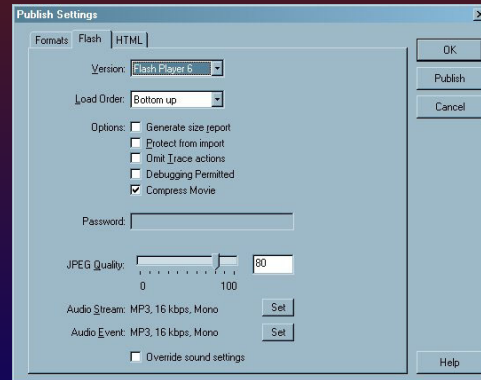 Publish Settings
Formats Flash HTML
OK
Version: Flash Player 6
Publish
Load Order: Bottom up
Cancel
Options: Generate size report
Protect from import
Omit Trace actions
Debugging Permitted
Compress Movie
Password:
JPEG Quality: 80
0 100
Audio Stream: MP3, 16 kbps, Mono Set
Audio Event: MP3, 16 kbps, Mono Set
Override sound settings
Help